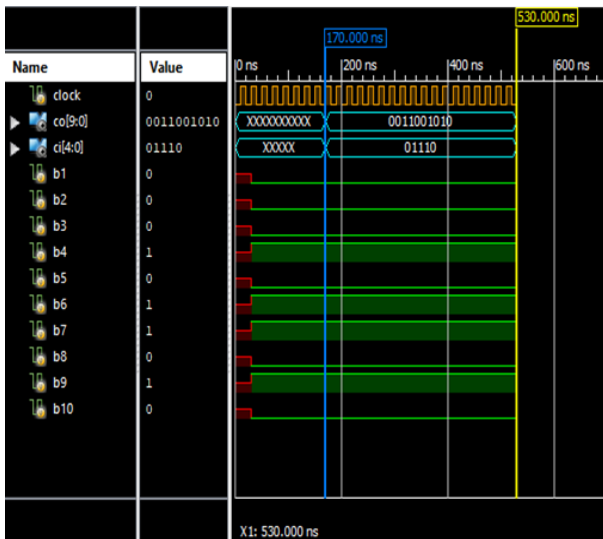 530.000 ns
170.000 ns
Name Value 0 ns 200 ns 400 ns 600 ns
clock 0
co[9:0] 0011001010 XXXXXXXXXX 0011001010
ci[4:0] 01110 XXXXX 01110
b1 0
b2 0
b3 0
b4 1
b5 0
b6 1
b7 1
b8 0
b9 1
b10 0
X1: 530.000 ns